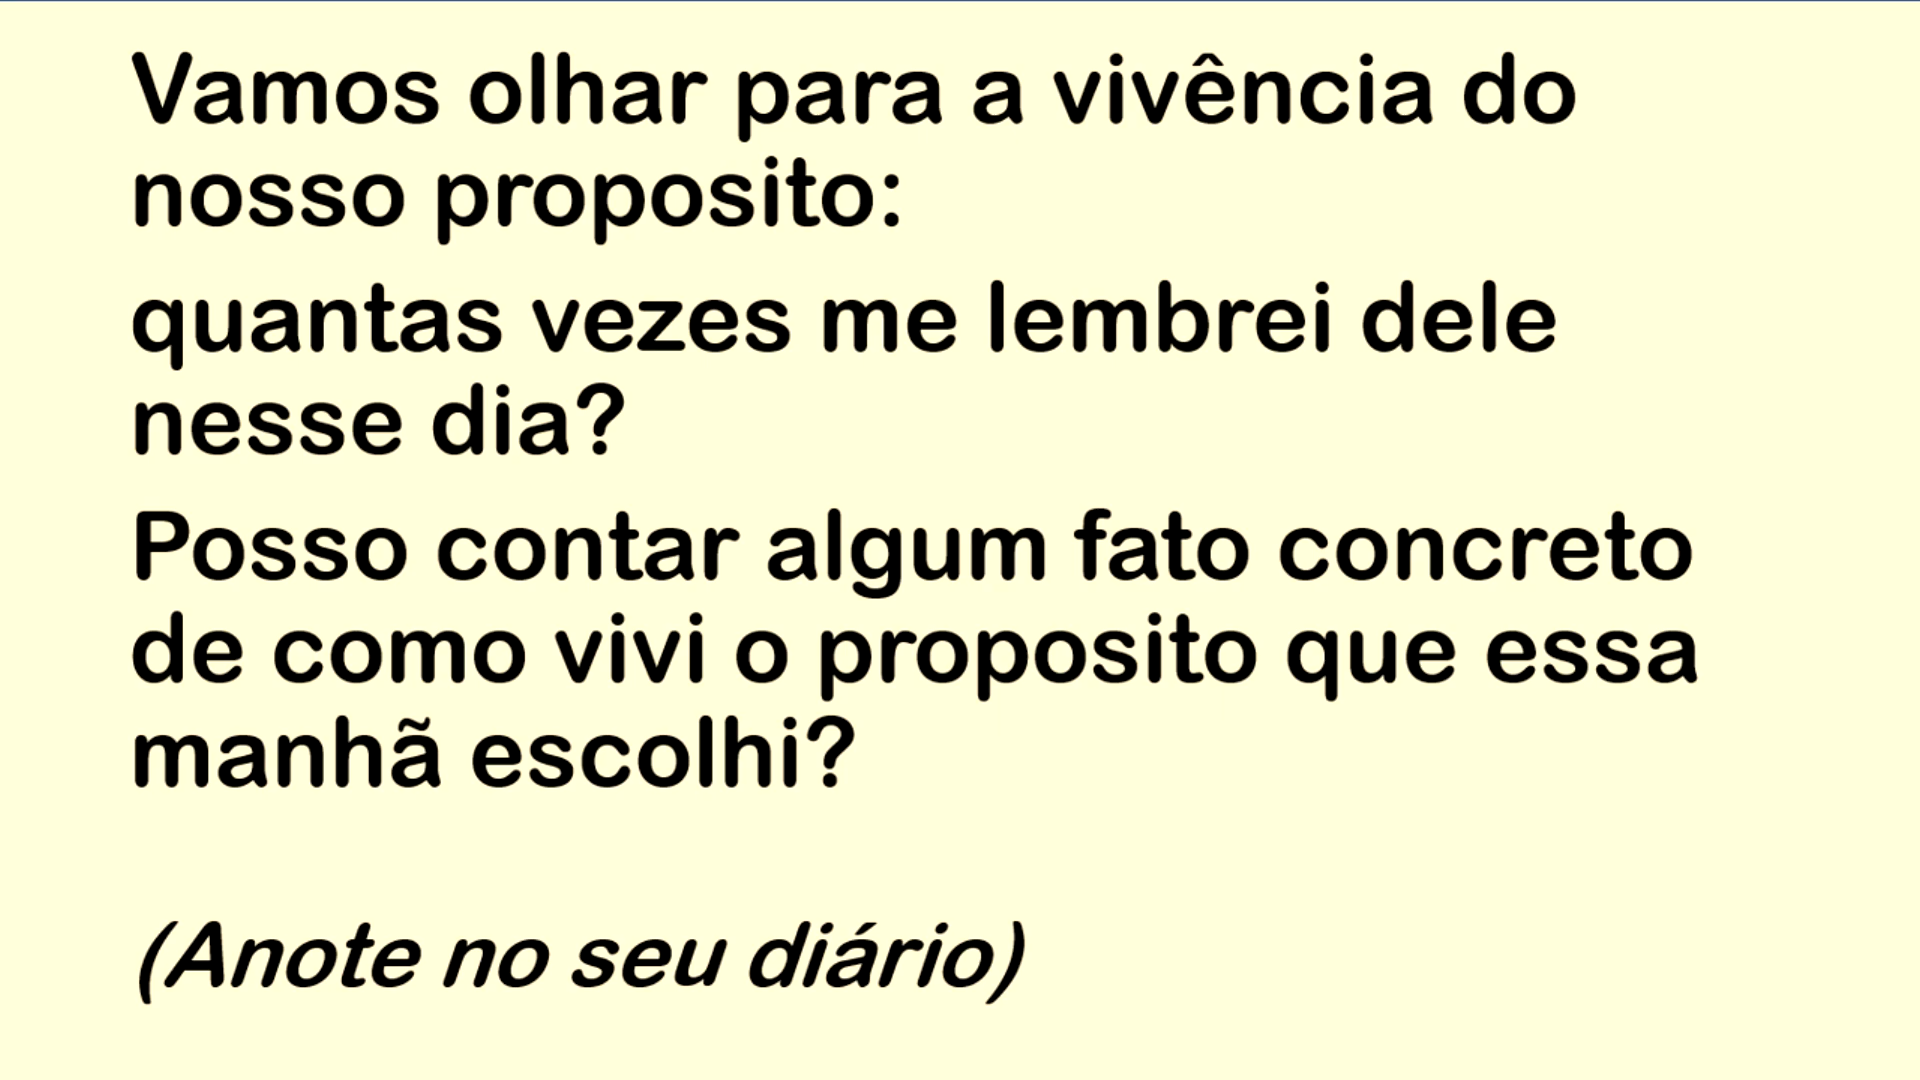 Vamos olhar para a vivência do
nosso proposito:
quantas vezes me lembrei dele
nesse dia?
Posso contar algum fato concreto
de como vivi o proposito que essa
manhã escolhi?
(Anote no seu diário)